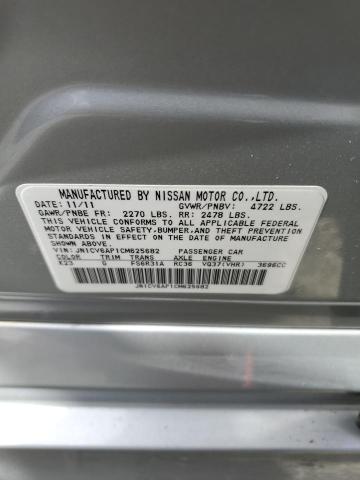 MANUFACTURED BY NISSAN MOTOR CO.,LTD.
DATE: 11/11 GVWR/PNBV: 4722 LBS.
GAWR/PNBE FR: 2270 LBS. RR: 2478 LBS.
THIS VEHICLE CONFORMS TO ALL APPLICABLE FEDERAL
MOTOR VEHICLE SAFETY,BUMPER,AND THEFT PREVENTION
STANDARDS IN EFFECT ON THE DATE OF MANUFACTURE
SHOWN ABOVE.
VIN: JN1CV6AP1CM625682 PASSENGER CAR
COLOR TRIM TRANS AXLE ENGINE
K23 G FS6R31A RC36 VQ37(VHR) 3696CC
JN1CV6AP1CM625682